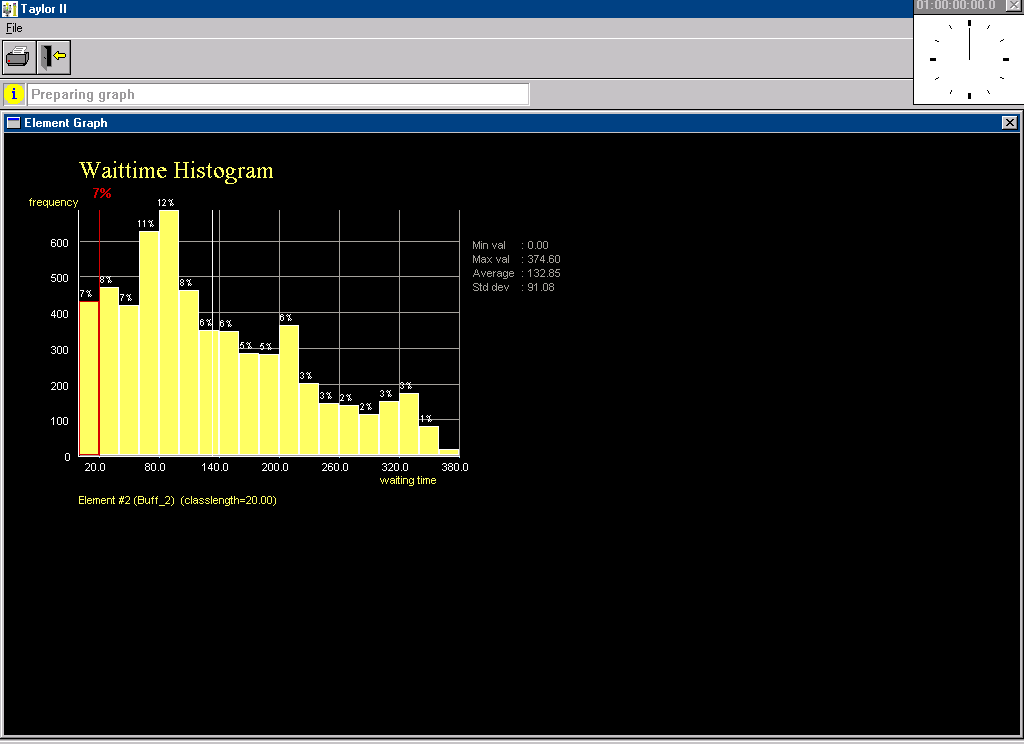 Taylor II
01:00:00:00.0
File
i
Preparing graph
Element Graph
Waittime Histogram
7%
frequency
12%
11%
8%
7%
7%
8%
6%
6%
5%
5%
6%
3%
3%
2%
2%
3%
3%
1%
600
500
400
300
200
100
0
20.0 80.0 140.0 200.0 260.0 320.0 380.0
waiting time
Min val : 0.00
Max val : 374.60
Average : 132.85
Std dev : 91.08
Element #2 (Buff_2) (classlength=20.00)